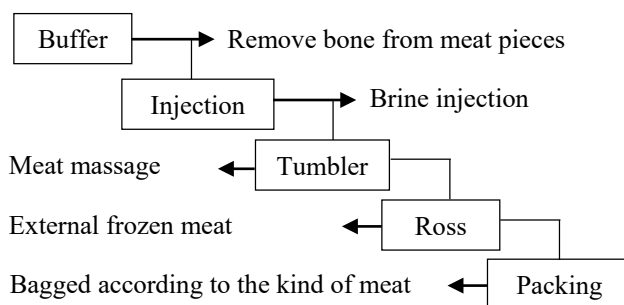 Buffer
Remove bone from meat pieces
Injection
Brine injection
Meat massage
Tumbler
External frozen meat
Ross
Bagged according to the kind of meat
Packing